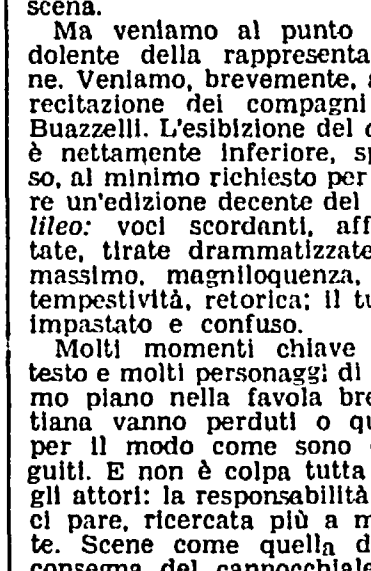 scena.
Ma veniamo al punto
dolente della rappresenta
ne. Veniamo, brevemente, a
recitazione dei compagni
Buazzelli. L'esibizione del c
è nettamente inferiore, sp
so, al minimo richiesto per
re un'edizione decente del
lileo: voci scordanti, aff
tate, tirate drammatizzate
massimo, magniloquenza,
tempestività, retorica; il tu
impastato e confuso.
Molti momenti chiave
testo e molti personaggi di
mo piano nella favola bre
tiana vanno perduti o qu
per il modo come sono
guiti. E non è colpa tutta
gli attori: la responsabilità
ci pare, ricercata più a m
te. Scene come quella d
consegna del cannocchiale